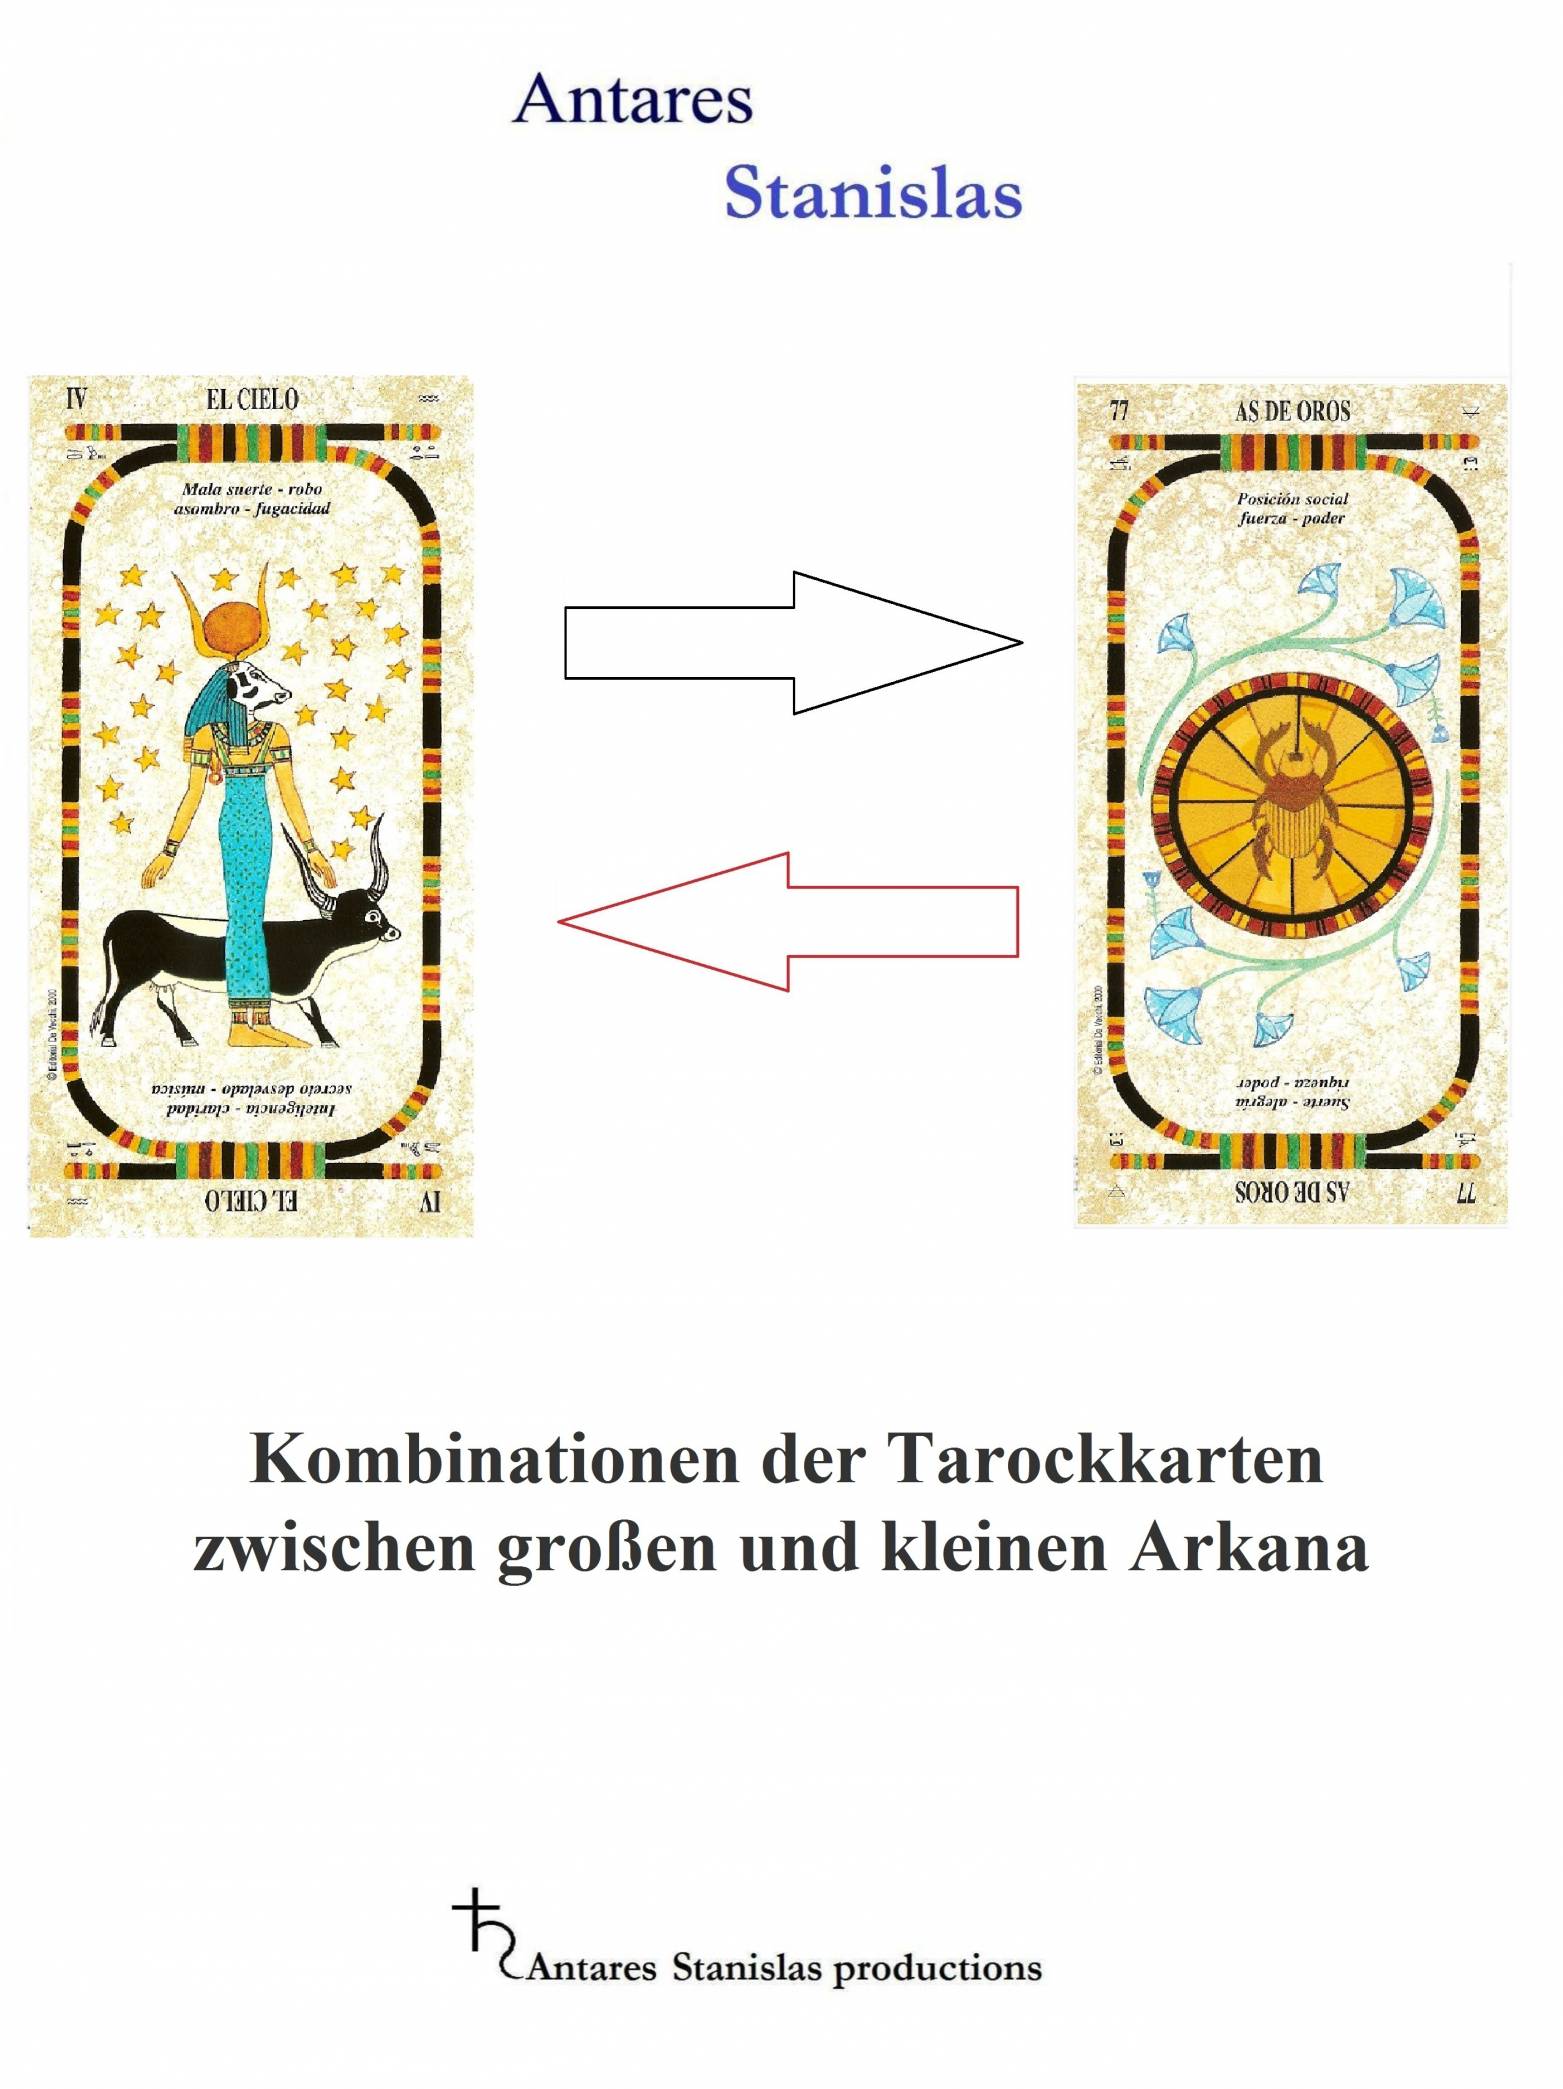 Antares
Stanislas
IV EL CIELO
Mala suerte - robo
asombro - fugacidad
Inteligencia - claridad
secreto desvelado - música
IV EL CIELO
© Editorial De Vecchi, 2000
77 AS DE OROS
Posición social
fuerza - poder
Suerte - alegría
riqueza - poder
77 AS DE OROS
© Editorial De Vecchi, 2000
Kombinationen der Tarockkarten
zwischen großen und kleinen Arkana
Antares Stanislas productions